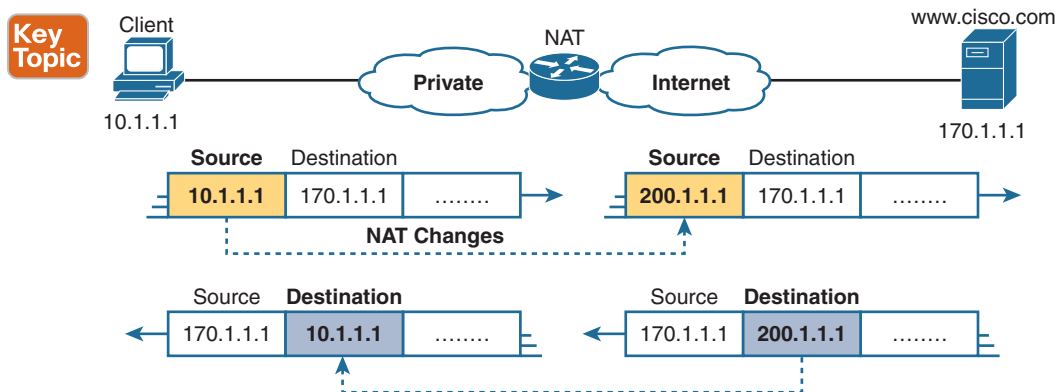 Key Topic
Client
NAT
www.cisco.com
Private
Internet
10.1.1.1
170.1.1.1
Source Destination
10.1.1.1 170.1.1.1 ........
Source Destination
200.1.1.1 170.1.1.1 ........
NAT Changes
Source Destination
170.1.1.1 10.1.1.1 ........
Source Destination
170.1.1.1 200.1.1.1 ........